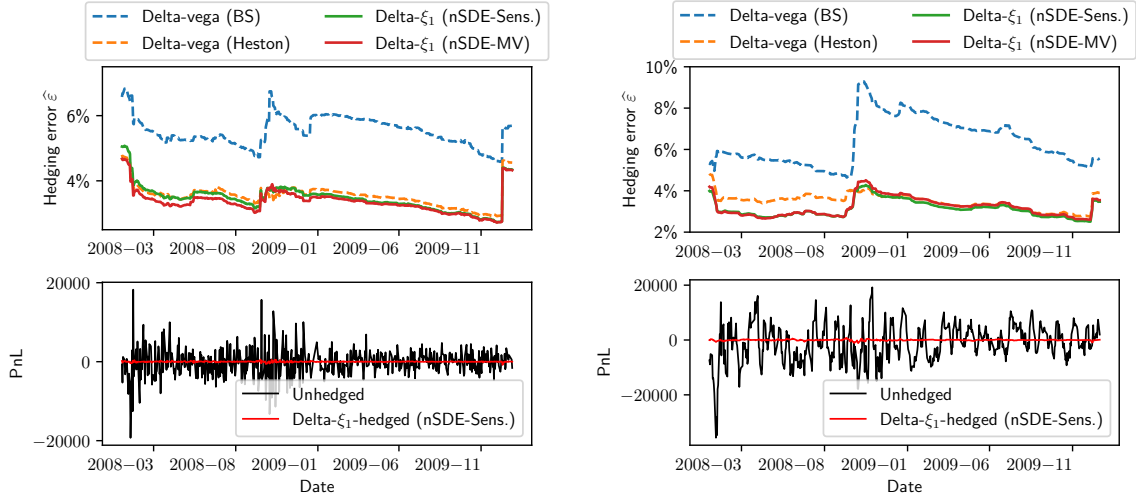 Delta-vega (BS)
Delta-vega (Heston)
Delta-ξ₁ (nSDE-Sens.)
Delta-ξ₁ (nSDE-MV)
Hedging error ε̂
6%
4%
2008−03
2008−08
2009−01
2009−06
2009−11
PnL
20000
0
−20000
Unhedged
Delta-ξ₁-hedged (nSDE-Sens.)
2008−03
2008−08
2009−01
2009−06
2009−11
Date
Delta-vega (BS)
Delta-vega (Heston)
Delta-ξ₁ (nSDE-Sens.)
Delta-ξ₁ (nSDE-MV)
Hedging error ε̂
10%
8%
6%
4%
2%
2008−03
2008−08
2009−01
2009−06
2009−11
PnL
20000
0
−20000
Unhedged
Delta-ξ₁-hedged (nSDE-Sens.)
2008−03
2008−08
2009−01
2009−06
2009−11
Date